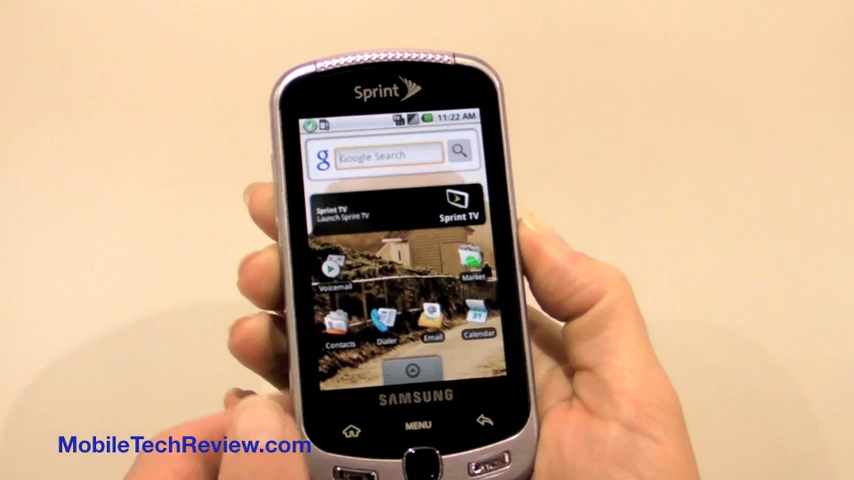 Sprint
11:22 AM
g
Google Search
Sprint TV
Launch Sprint TV
Sprint TV
Voicemail
Market
31
Contacts
Dialer
Email
Calendar
SAMSUNG
MENU
MobileTechReview.com